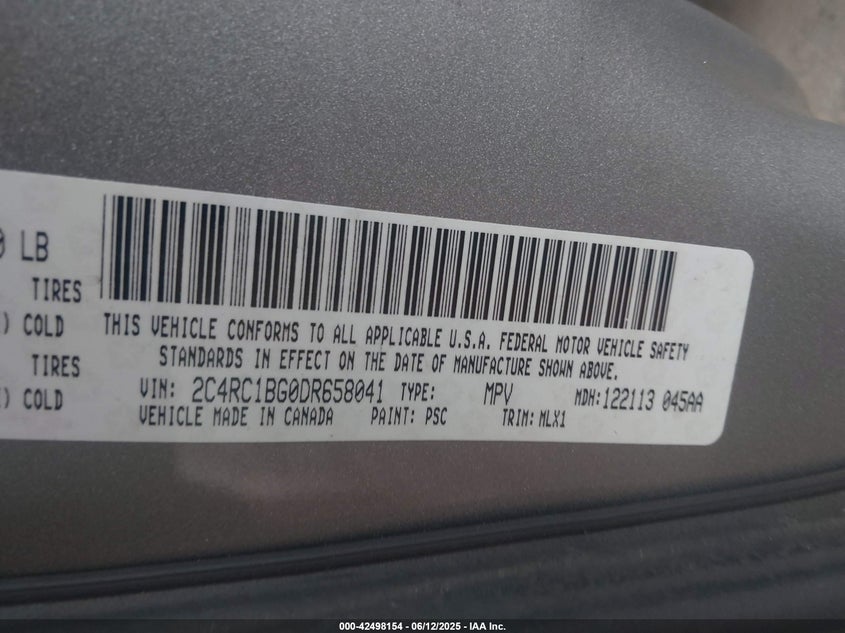 0 LB
TIRES
) COLD
TIRES
) COLD
THIS VEHICLE CONFORMS TO ALL APPLICABLE U.S.A. FEDERAL MOTOR VEHICLE SAFETY
STANDARDS IN EFFECT ON THE DATE OF MANUFACTURE SHOWN ABOVE.
VIN: 2C4RC1BG0DR658041 TYPE: MPV MDH: 122113 045AA
VEHICLE MADE IN CANADA PAINT: PSC TRIM: MLX1
000-42498154 - 06/12/2025 - IAA Inc.